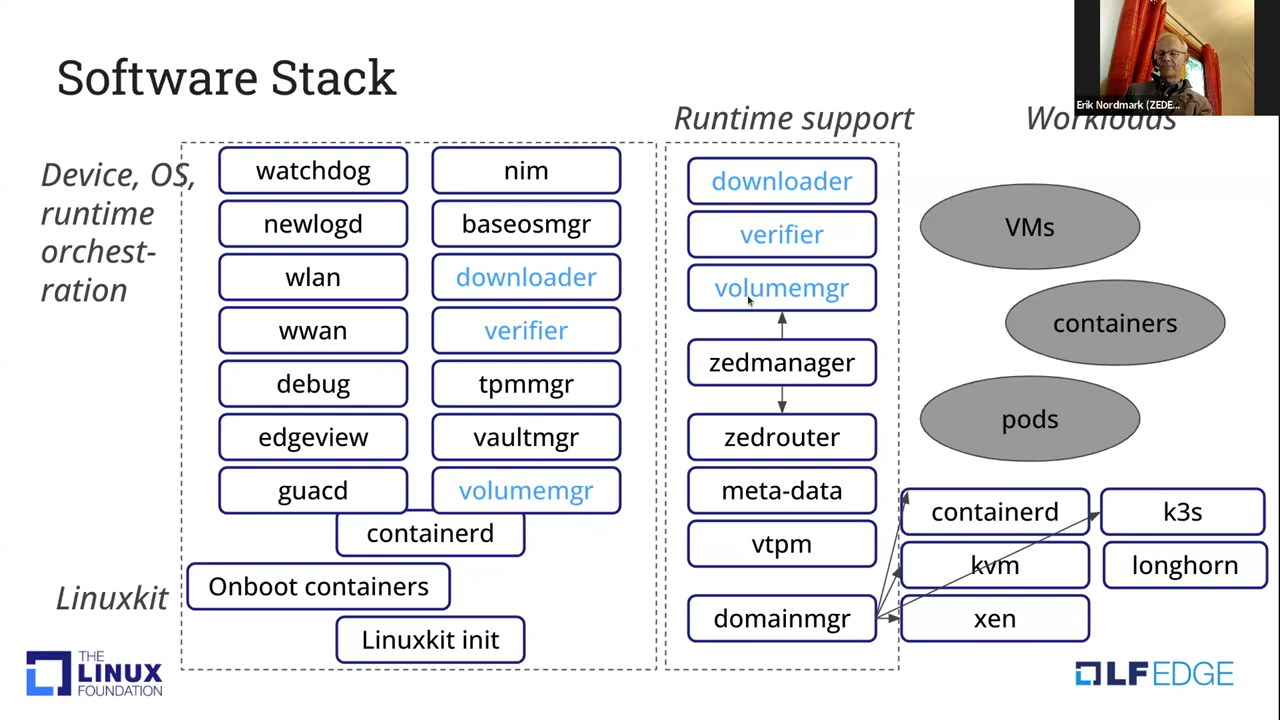 Software Stack
Erik Nordmark (ZEDE...
Runtime support
Workloads
Device, OS,
runtime
orchest-
ration
watchdog
newlogd
wlan
wwan
debug
edgeview
guacd
nim
baseosmgr
downloader
verifier
tpmmgr
vaultmgr
volumemgr
containerd
Linuxkit
Onboot containers
Linuxkit init
downloader
verifier
volumemgr
zedmanager
zedrouter
meta-data
vtpm
domainmgr
VMs
containers
pods
containerd
kvm
xen
k3s
longhorn
THE
LINUX
FOUNDATION
LF EDGE